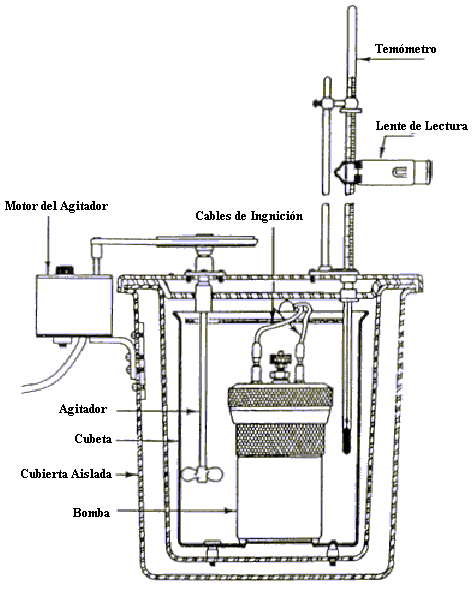 Temómetro
Lente de Lectura
Motor del Agitador
Cables de Ingnición
Agitador
Cubeta
Cubierta Aislada
Bomba